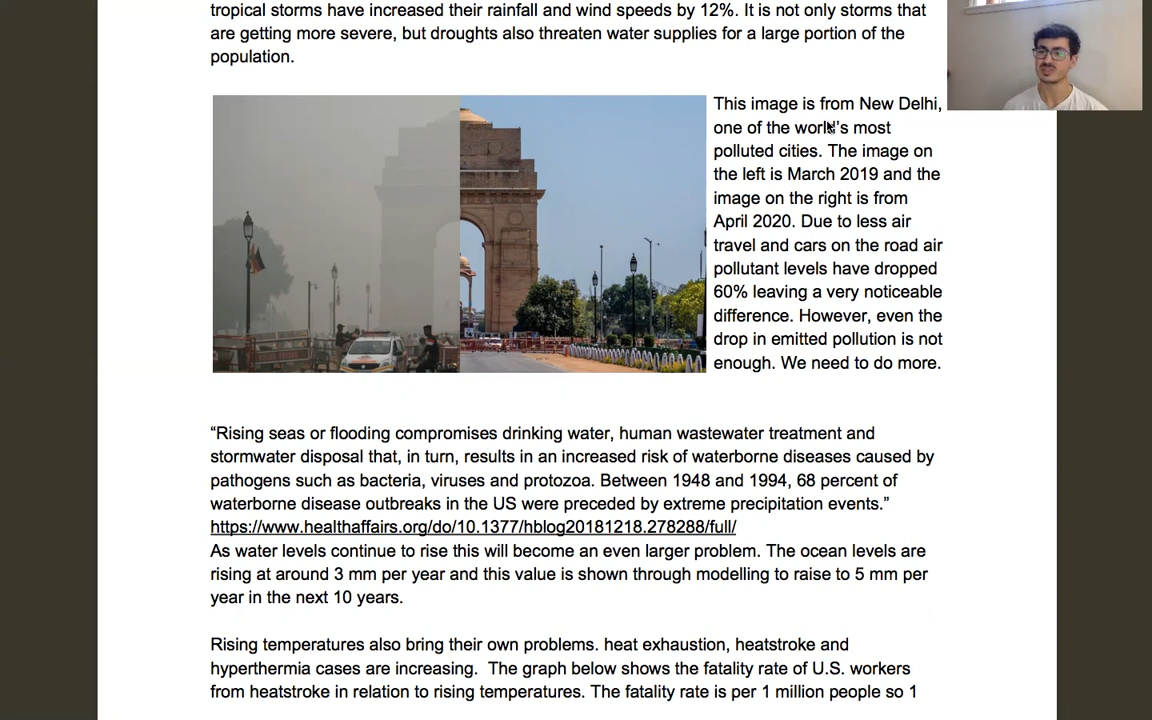 tropical storms have increased their rainfall and wind speeds by 12%. It is not only storms that
are getting more severe, but droughts also threaten water supplies for a large portion of the
population.
This image is from New Delhi,
one of the world's most
polluted cities. The image on
the left is March 2019 and the
image on the right is from
April 2020. Due to less air
travel and cars on the road air
pollutant levels have dropped
60% leaving a very noticeable
difference. However, even the
drop in emitted pollution is not
enough. We need to do more.
“Rising seas or flooding compromises drinking water, human wastewater treatment and
stormwater disposal that, in turn, results in an increased risk of waterborne diseases caused by
pathogens such as bacteria, viruses and protozoa. Between 1948 and 1994, 68 percent of
waterborne disease outbreaks in the US were preceded by extreme precipitation events.”
https://www.healthaffairs.org/do/10.1377/hblog20181218.278288/full/
As water levels continue to rise this will become an even larger problem. The ocean levels are
rising at around 3 mm per year and this value is shown through modelling to raise to 5 mm per
year in the next 10 years.
Rising temperatures also bring their own problems. heat exhaustion, heatstroke and
hyperthermia cases are increasing.  The graph below shows the fatality rate of U.S. workers
from heatstroke in relation to rising temperatures. The fatality rate is per 1 million people so 1